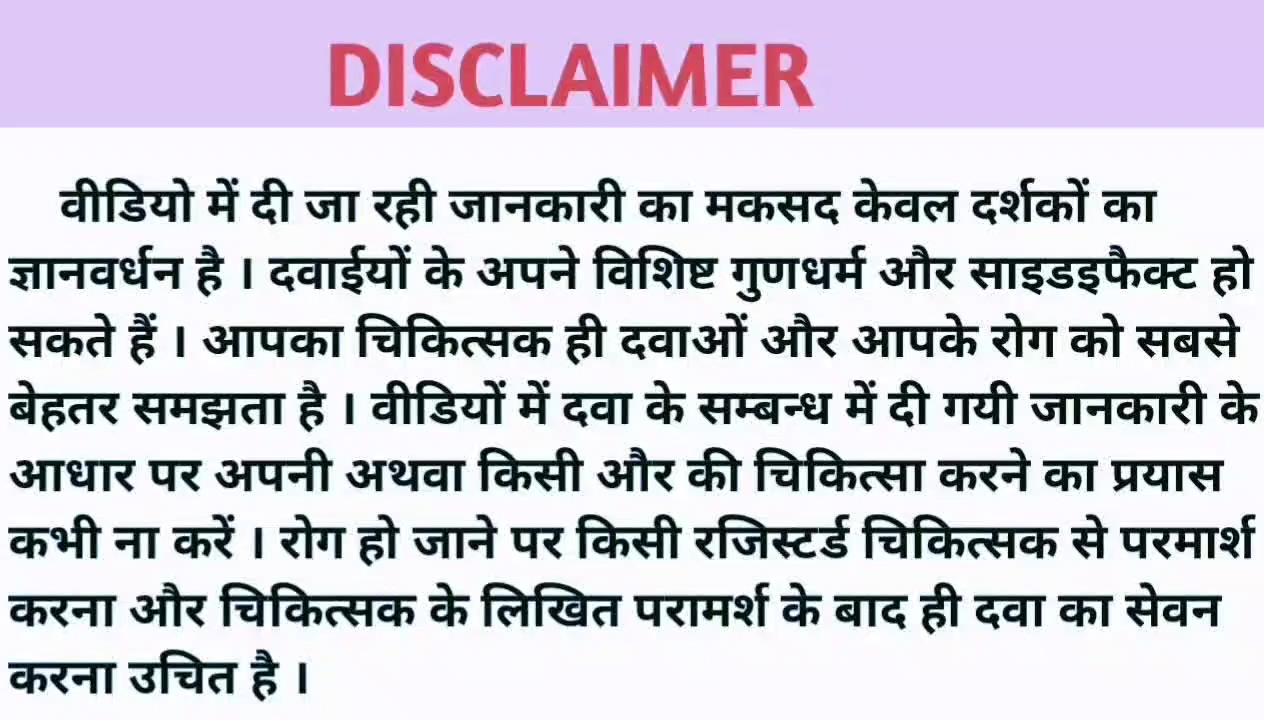 DISCLAIMER
वीडियो में दी जा रही जानकारी का मकसद केवल दर्शकों का
ज्ञानवर्धन है । दवाईयों के अपने विशिष्ट गुणधर्म और साइडइफैक्ट हो
सकते हैं । आपका चिकित्सक ही दवाओं और आपके रोग को सबसे
बेहतर समझता है । वीडियों में दवा के सम्बन्ध में दी गयी जानकारी के
आधार पर अपनी अथवा किसी और की चिकित्सा करने का प्रयास
कभी ना करें । रोग हो जाने पर किसी रजिस्टर्ड चिकित्सक से परमार्श
करना और चिकित्सक के लिखित परामर्श के बाद ही दवा का सेवन
करना उचित है ।